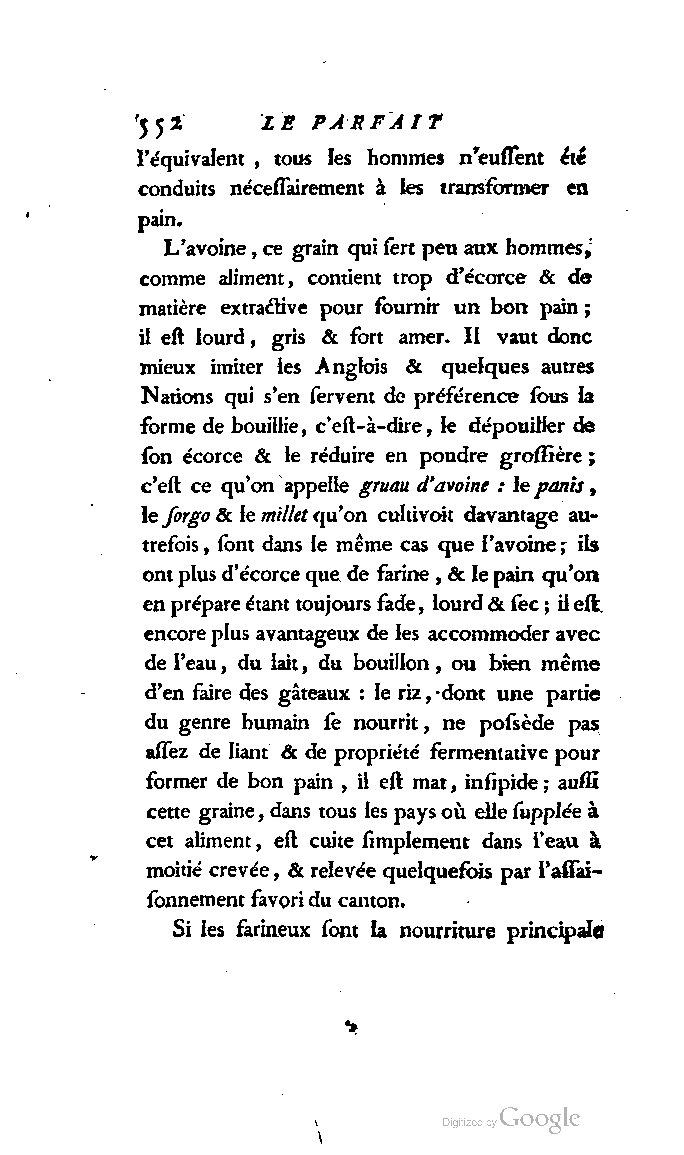 552 LE PARFAIT
l'équivalent , tous les hommes n'euſſent été
conduits néceſſairement à les transformer en
pain.
L'avoine , ce grain qui ſert peu aux hommes,
comme aliment, contient trop d'écorce & de
matière extractive pour fournir un bon pain ;
il eſt lourd, gris & fort amer. Il vaut donc
mieux imiter les Anglois & quelques autres
Nations qui s'en ſervent de préférence ſous la
forme de bouillie, c'eſt-à-dire, le dépouiller de
ſon écorce & le réduire en poudre groſſière ;
c'eſt ce qu'on appelle gruau d'avoine : le panis ,
le ſorgo & le millet qu'on cultivoit davantage au-
trefois, ſont dans le même cas que l'avoine ; ils
ont plus d'écorce que de farine , & le pain qu'on
en prépare étant toujours fade, lourd & ſec ; il eſt
encore plus avantageux de les accommoder avec
de l'eau, du lait, du bouillon, ou bien même
d'en faire des gâteaux : le riz, dont une partie
du genre humain ſe nourrit, ne poſsède pas
aſſez de liant & de propriété fermentative pour
former de bon pain , il eſt mat, inſipide ; auſſi
cette graine, dans tous les pays où elle ſupplée à
cet aliment, eſt cuite ſimplement dans l'eau à
moitié crevée, & relevée quelquefois par l'aſſai-
ſonnement favori du canton.
Si les farineux ſont la nourriture principale
Digitized by Google